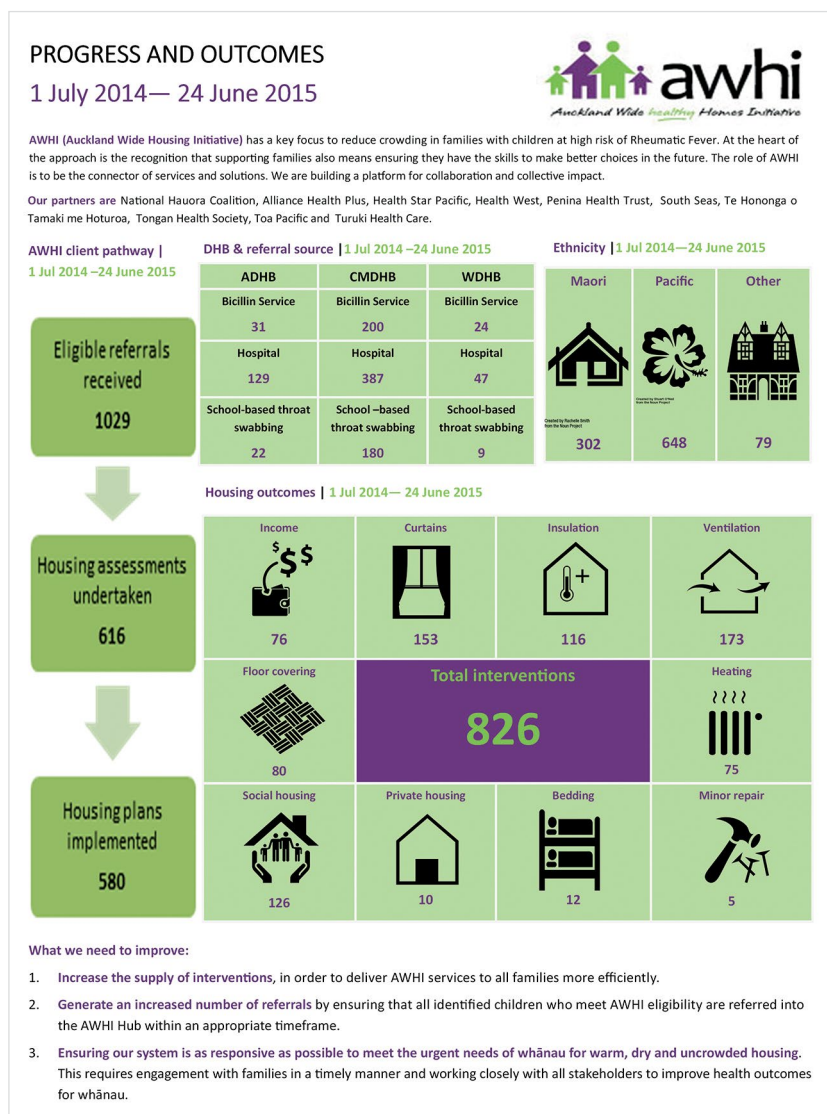 PROGRESS AND OUTCOMES
1 July 2014— 24 June 2015
awhi
Auckland Wide healthy Homes Initiative
AWHI (Auckland Wide Housing Initiative) has a key focus to reduce crowding in families with children at high risk of Rheumatic Fever. At the heart of
the approach is the recognition that supporting families also means ensuring they have the skills to make better choices in the future. The role of AWHI
is to be the connector of services and solutions. We are building a platform for collaboration and collective impact.
Our partners are National Hauora Coalition, Alliance Health Plus, Health Star Pacific, Health West, Penina Health Trust, South Seas, Te Hononga o
Tamaki me Hoturoa, Tongan Health Society, Toa Pacific and Turuki Health Care.
AWHI client pathway |
1 Jul 2014 –24 June 2015
Eligible referrals
received
1029
Housing assessments
undertaken
616
Housing plans
implemented
580
DHB & referral source |1 Jul 2014 –24 June 2015
ADHB CMDHB WDHB
Bicillin Service Bicillin Service Bicillin Service
31 200 24
Hospital Hospital Hospital
129 387 47
School-based throat School –based School-based
swabbing throat swabbing throat swabbing
22 180 9
Ethnicity |1 Jul 2014—24 June 2015
Maori Pacific Other
Created by Stuart O'Neil
from the Noun Project
Created by Rachelle Smith
from the Noun Project
302 648 79
Housing outcomes | 1 Jul 2014— 24 June 2015
Income Curtains Insulation Ventilation
$ $ $
76 153 116 173
Floor covering Total interventions Heating
826
80 75
Social housing Private housing Bedding Minor repair
126 10 12 5
What we need to improve:
1. Increase the supply of interventions, in order to deliver AWHI services to all families more efficiently.
2. Generate an increased number of referrals by ensuring that all identified children who meet AWHI eligibility are referred into
the AWHI Hub within an appropriate timeframe.
3. Ensuring our system is as responsive as possible to meet the urgent needs of whānau for warm, dry and uncrowded housing.
This requires engagement with families in a timely manner and working closely with all stakeholders to improve health outcomes
for whānau.